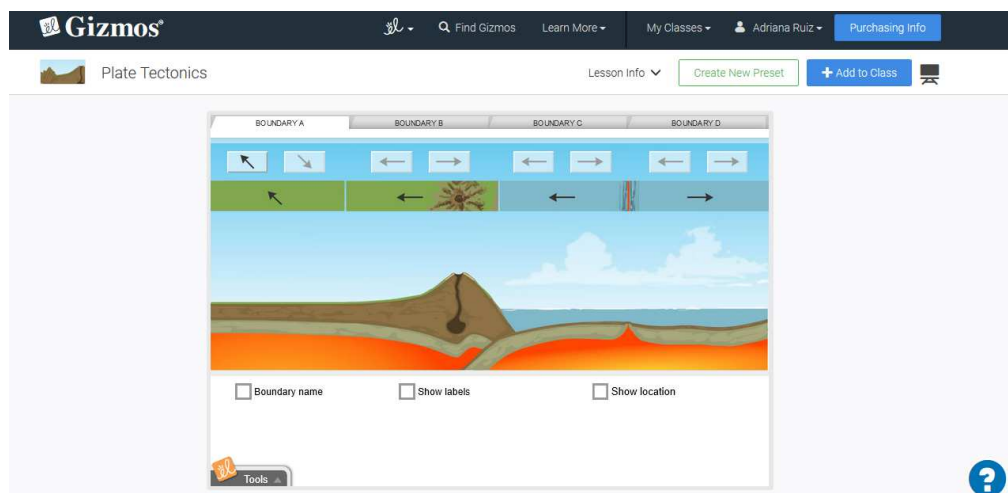 Gizmos®
Find Gizmos
Learn More
My Classes
Adriana Ruiz
Purchasing Info
Plate Tectonics
Lesson Info
Create New Preset
+ Add to Class
BOUNDARY A
BOUNDARY B
BOUNDARY C
BOUNDARY D
Boundary name
Show labels
Show location
Tools
?